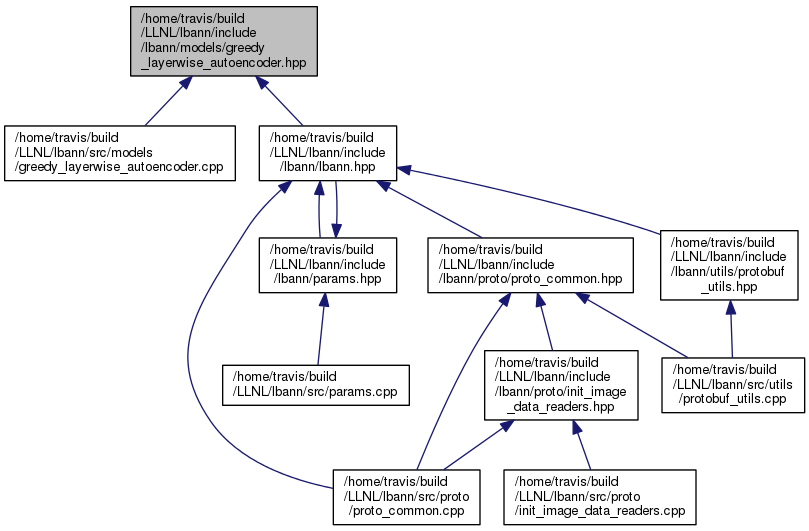 /home/travis/build
/LLNL/lbann/include
/lbann/models/greedy
_layerwise_autoencoder.hpp
/home/travis/build
/LLNL/lbann/src/models
/greedy_layerwise_autoencoder.cpp
/home/travis/build
/LLNL/lbann/include
/lbann/lbann.hpp
/home/travis/build
/LLNL/lbann/include
/lbann/params.hpp
/home/travis/build
/LLNL/lbann/include
/lbann/proto/proto_common.hpp
/home/travis/build
/LLNL/lbann/include
/lbann/utils/protobuf
_utils.hpp
/home/travis/build
/LLNL/lbann/src/params.cpp
/home/travis/build
/LLNL/lbann/include
/lbann/proto/init_image
_data_readers.hpp
/home/travis/build
/LLNL/lbann/src/utils
/protobuf_utils.cpp
/home/travis/build
/LLNL/lbann/src/proto
/proto_common.cpp
/home/travis/build
/LLNL/lbann/src/proto
/init_image_data_readers.cpp